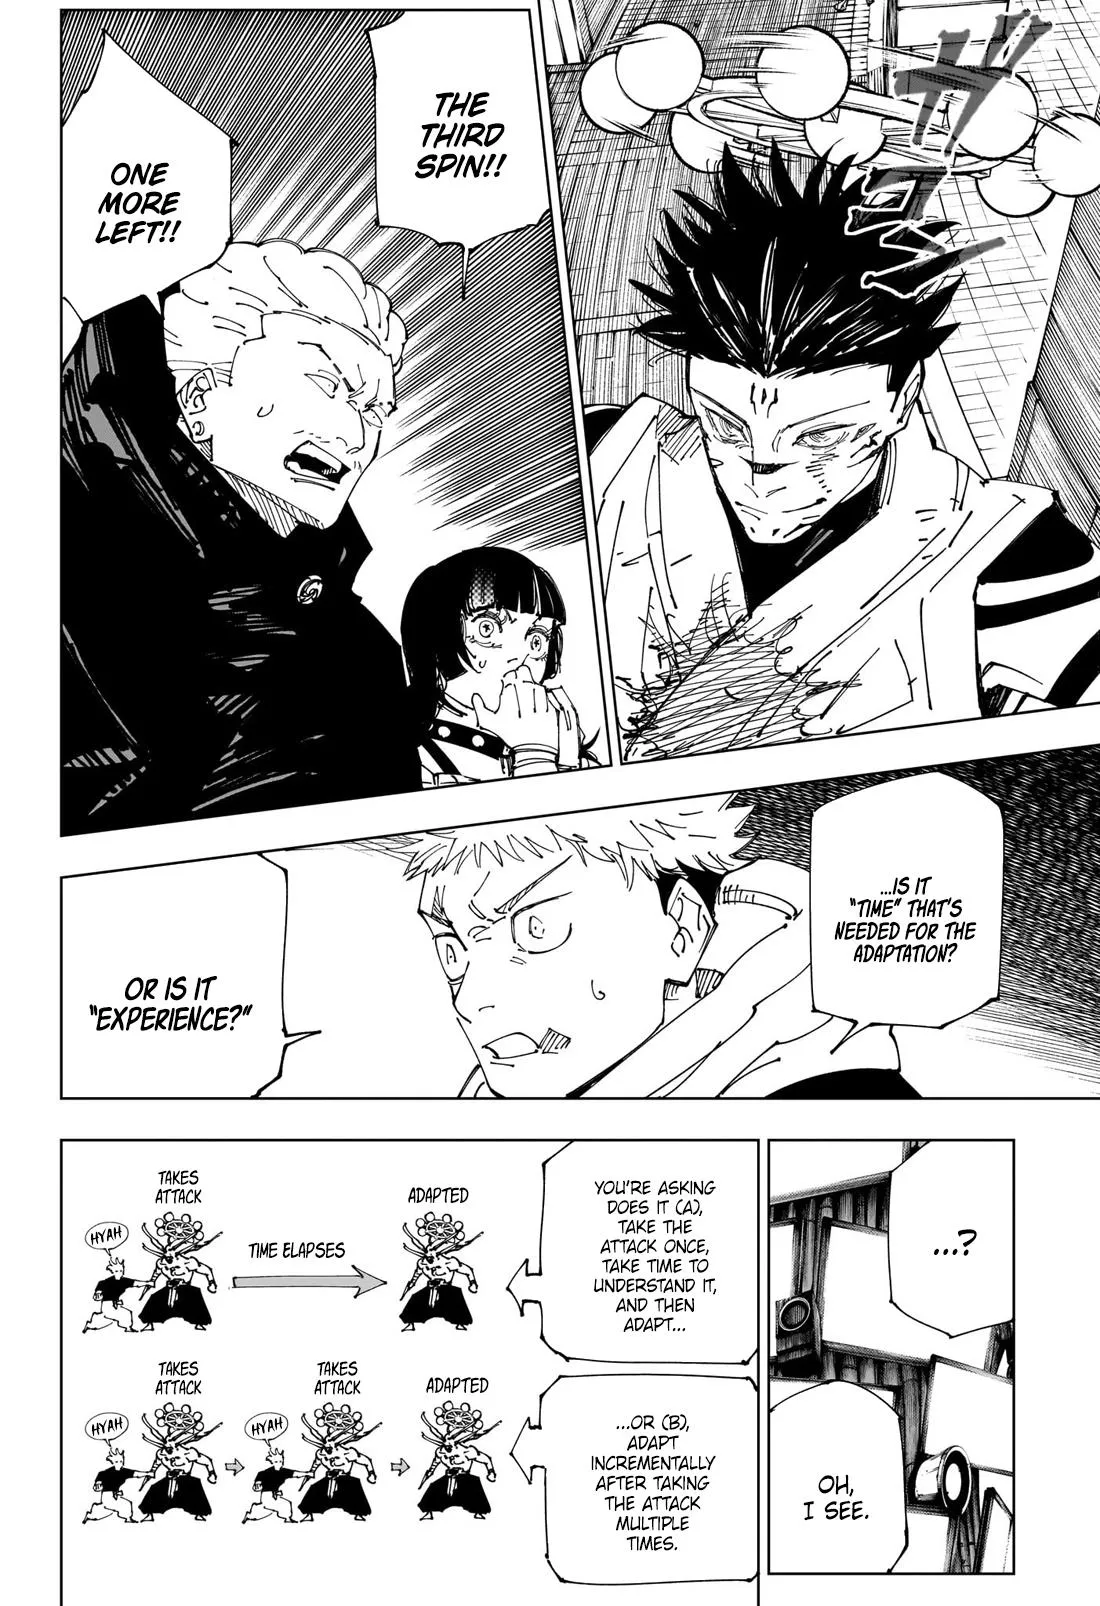 ガ
コ
ン
THE
THIRD
SPIN!!
ONE
MORE
LEFT!!
...IS IT
"TIME" THAT'S
NEEDED FOR THE
ADAPTATION?
OR IS IT
"EXPERIENCE?"
...?
OH,
I SEE.
YOU'RE ASKING
DOES IT (A),
TAKE THE
ATTACK ONCE,
TAKE TIME TO
UNDERSTAND IT,
AND THEN
ADAPT...
TAKES
ATTACK
HYAH
TIME ELAPSES
ADAPTED
...OR (B),
ADAPT
INCREMENTALLY
AFTER TAKING
THE ATTACK
MULTIPLE
TIMES.
TAKES
ATTACK
HYAH
TAKES
ATTACK
HYAH
ADAPTED